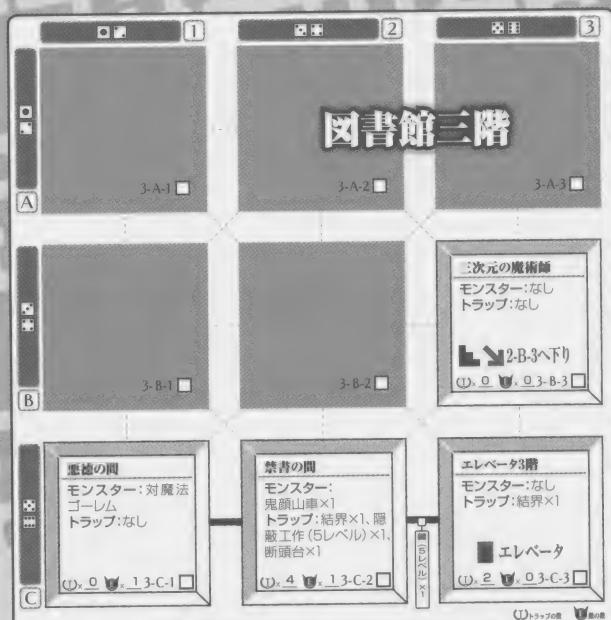 1
2
3
図書館三階
A
3-A-1
3-A-2
3-A-3
B
3-B-1
3-B-2
三次元の魔術師
モンスター:なし
トラップ:なし
2-B-3へ下り
× 0 × 0 3-B-3
C
悪徳の間
モンスター:対魔法
ゴーレム
トラップ:なし
× 0 × 1 3-C-1
禁書の間
モンスター:
鬼顔山車×1
トラップ:結界×1、隠
蔽工作(5レベル)×1、
断頭台×1
× 4 × 1 3-C-2
鍵(5レベル)×1
エレベータ3階
モンスター:なし
トラップ:結界×1
エレベータ
× 2 × 0 3-C-3
トラップの数 敵の数